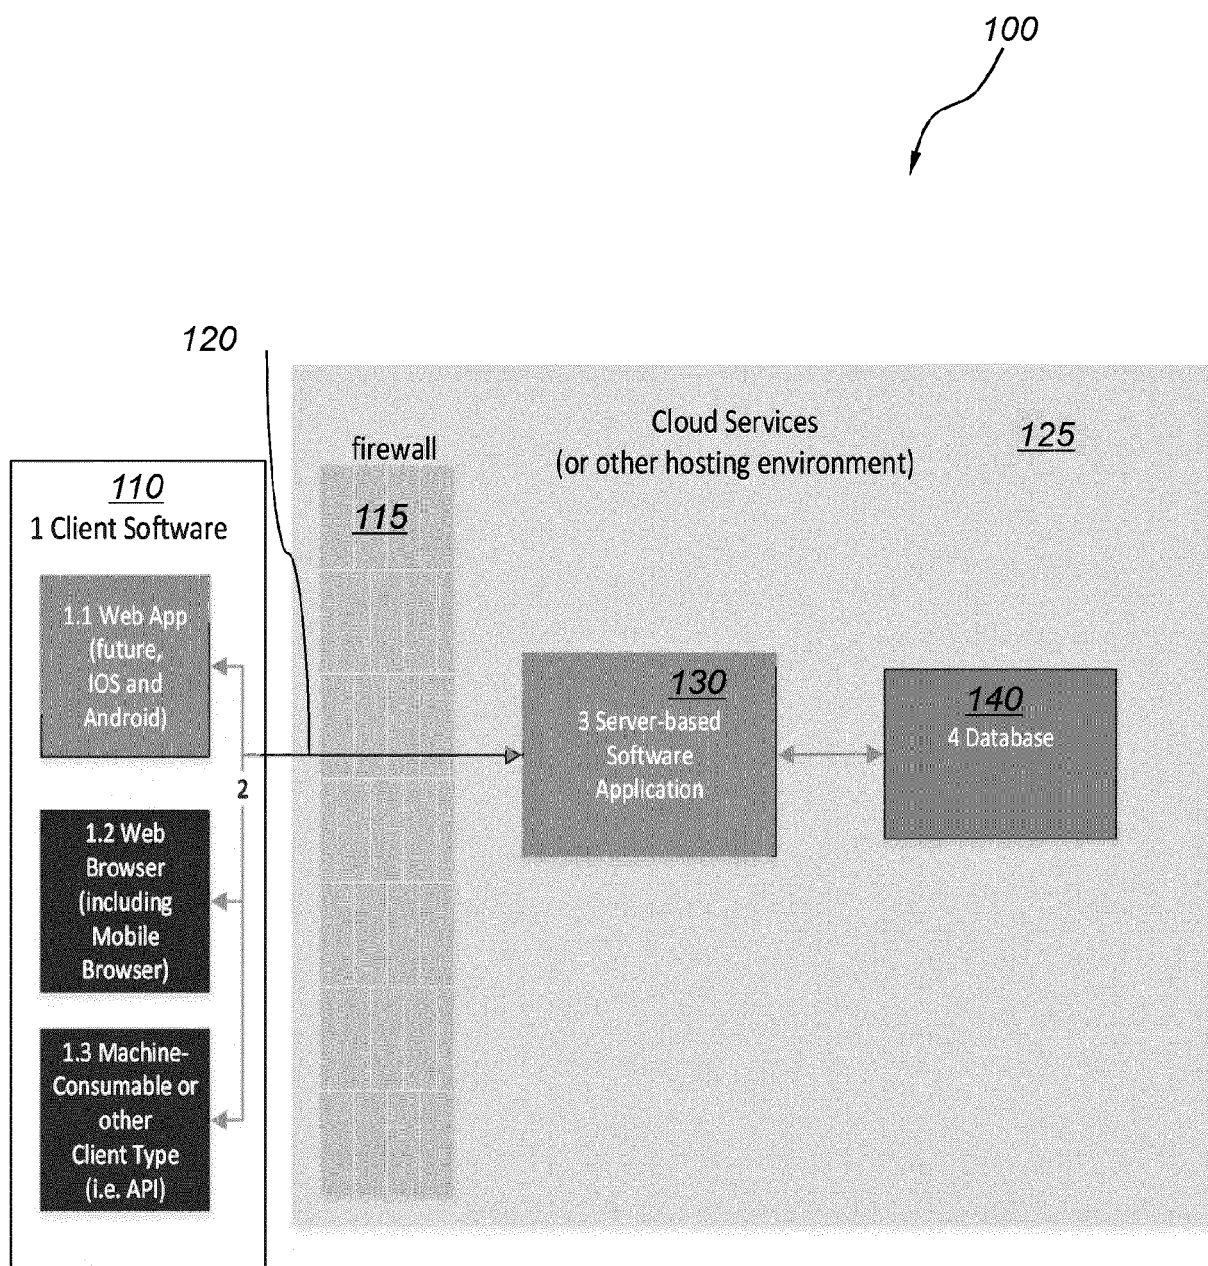 100
120
Cloud Services
(or other hosting environment)
125
firewall
115
110
1 Client Software
1.1 Web App
(future,
IOS and
Android)
2
1.2 Web
Browser
(including
Mobile
Browser)
1.3 Machine-
Consumable or
other
Client Type
(i.e. API)
130
3 Server-based
Software
Application
140
4 Database